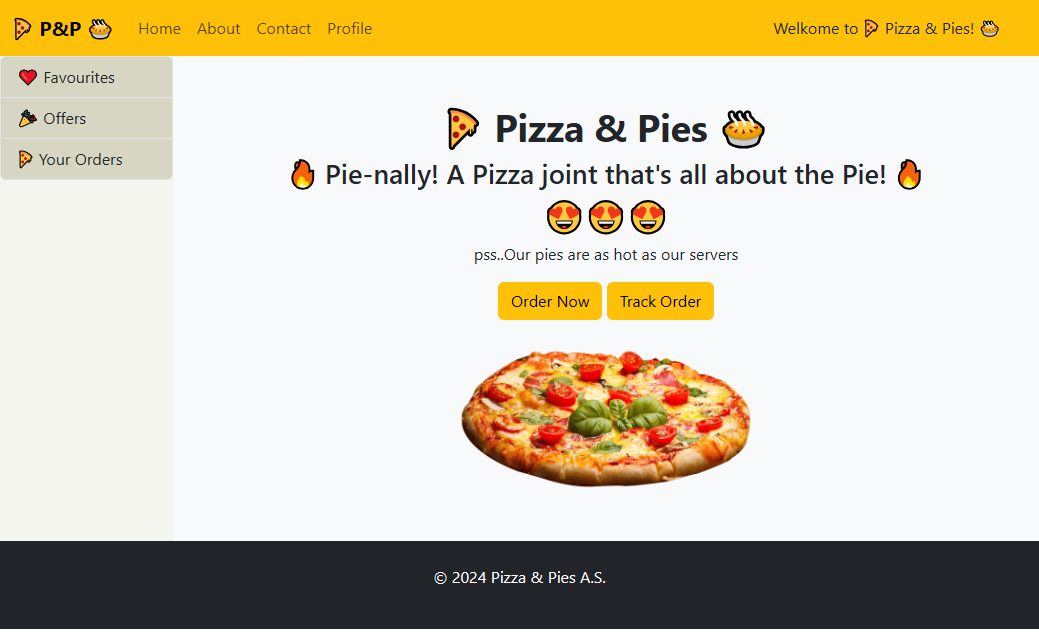 🍕 P&P 🥧 Home About Contact Profile Welkome to 🍕 Pizza & Pies! 🥧
❤️ Favourites
🎉 Offers
🍕 Your Orders
🍕 Pizza & Pies 🥧
🔥 Pie-nally! A Pizza joint that's all about the Pie! 🔥
😍 😍 😍
pss..Our pies are as hot as our servers
Order Now Track Order
© 2024 Pizza & Pies A.S.